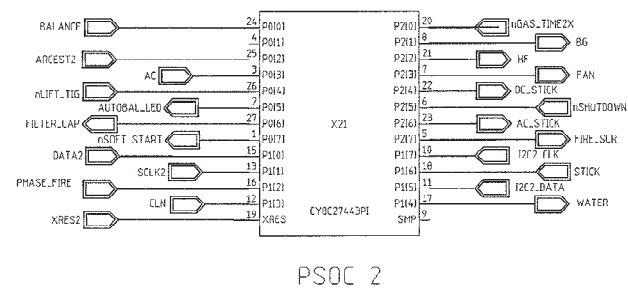 BALANCE 24 P0[0] P2[0] 20 nGAS_TIME2X
4 P0[1] P2[1] 8 BG
ARCEST2 25 P0[2] P2[2] 21 HF
AC 3 P0[3] P2[3] 7 FAN
nLIFT_TIG 26 P0[4] P2[4] 22 DC_STICK
AUTOBAL_LED 2 P0[5] P2[5] 6 nSHUTDOWN
FILTER_CAP 27 P0[6] P2[6] 23 AC_STICK
nSOFT_START 1 P0[7] X21 P2[7] 5 FIRE_SCR
DATA2 15 P1[0] P1[7] 10 I2C2_CLK
SCLK2 13 P1[1] P1[6] 18 STICK
PHASE_FIRE 16 P1[2] P1[5] 11 I2C2_DATA
CLN 12 P1[3] P1[4] 17 WATER
XRES2 19 XRES CY8C27443PI SMP 9
PSOC 2